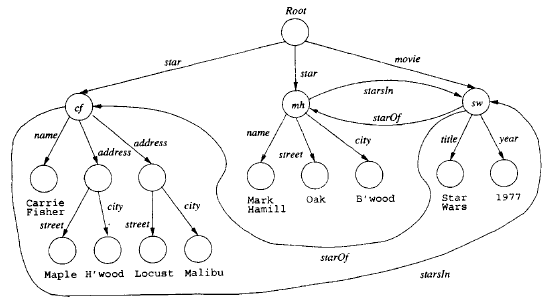 Root
star
star
movie
cf
mh
sw
starsIn
starOf
name
address
address
name
street
city
title
year
Carrie
Fisher
street
city
street
city
Mark
Hamill
Oak
B'wood
Star
Wars
1977
Maple
H'wood
Locust
Malibu
starOf
starsIn